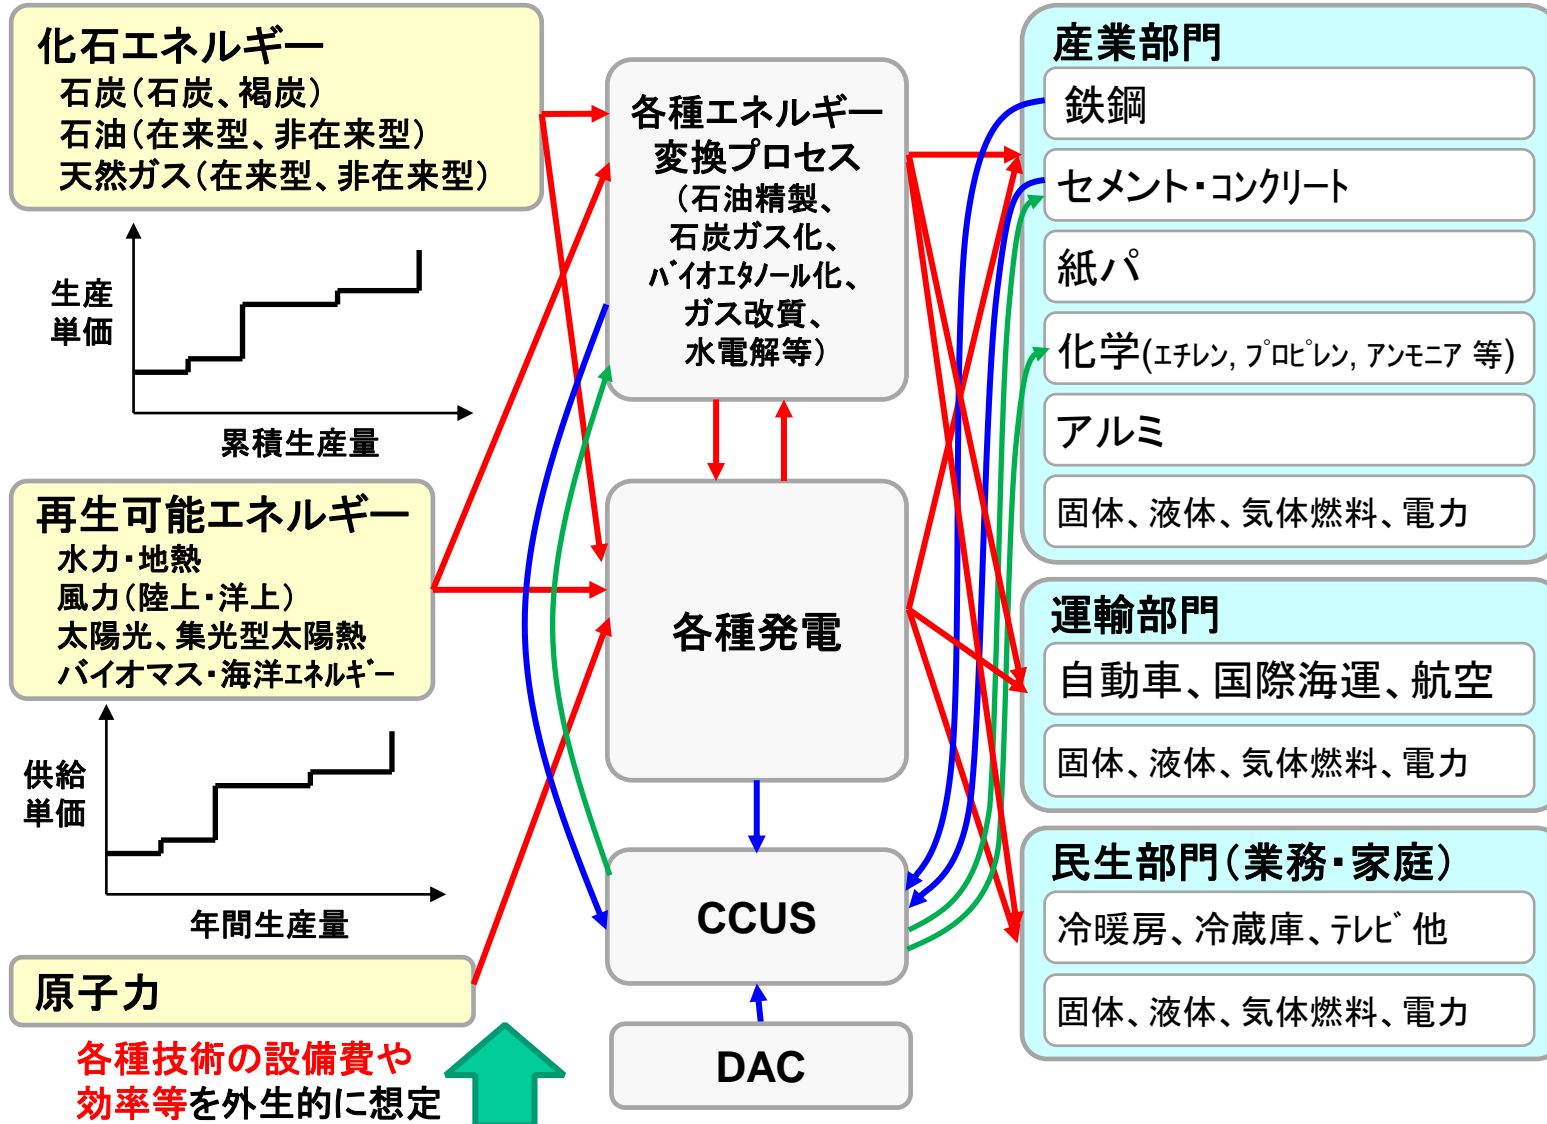 化石エネルギー
石炭（石炭、褐炭）
石油（在来型、非在来型）
天然ガス（在来型、非在来型）
生産
単価
累積生産量
再生可能エネルギー
水力・地熱
風力（陸上・洋上）
太陽光、集光型太陽熱
バイオマス・海洋ｴﾈﾙｷﾞｰ
供給
単価
年間生産量
原子力
各種技術の設備費や
効率等を外生的に想定
各種エネルギー
変換プロセス
（石油精製、
石炭ガス化、
ﾊﾞｲｵｴﾀﾉｰﾙ化、
ガス改質、
水電解等）
各種発電
CCUS
DAC
産業部門
鉄鋼
セメント・ｺﾝｸﾘｰﾄ
紙パ
化学(ｴﾁﾚﾝ, ﾌﾟﾛﾋﾟﾚﾝ, ｱﾝﾓﾆｱ 等)
アルミ
固体、液体、気体燃料、電力
運輸部門
自動車、国際海運、航空
固体、液体、気体燃料、電力
民生部門（業務・家庭）
冷暖房、冷蔵庫、ﾃﾚﾋﾞ 他
固体、液体、気体燃料、電力